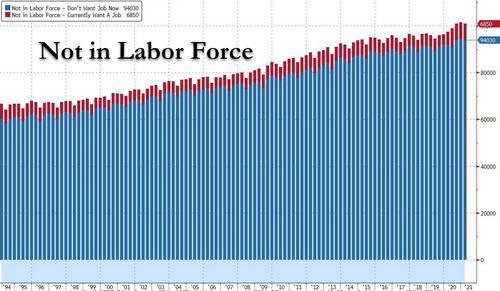 Not in Labor Force - Don't Want Job Now 94030
Not in Labor Force - Currently Want A Job 6850
Not in Labor Force
6850
94030
80000
60000
40000
20000
0
'94 '95 '96 '97 '98 '99 '00 '01 '02 '03 '04 '05 '06 '07 '08 '09 '10 '11 '12 '13 '14 '15 '16 '17 '18 '19 '20 '21